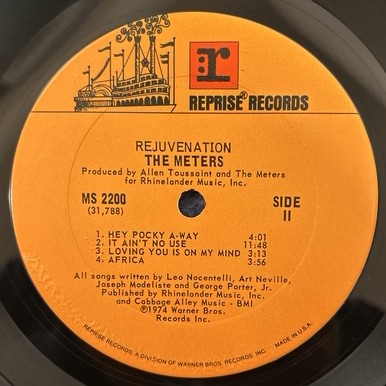 r:
REPRISE® RECORDS
REJUVENATION
THE METERS
Produced by Allen Toussaint and The Meters
for Rhinelander Music, Inc.
MS 2200
(31,788)
SIDE
II
1. HEY POCKY A-WAY 4:01
2. IT AIN'T NO USE 11:48
3. LOVING YOU IS ON MY MIND 3:13
4. AFRICA 3:56
All songs written by Leo Nocentelli, Art Neville,
Joseph Modeliste and George Porter, Jr.
Published by Rhinelander Music, Inc.
and Cabbage Alley Music - BMI
℗1974 Warner Bros.
Records Inc.
REPRISE RECORDS, A DIVISION OF WARNER BROS. RECORDS INC. MADE IN U.S.A.